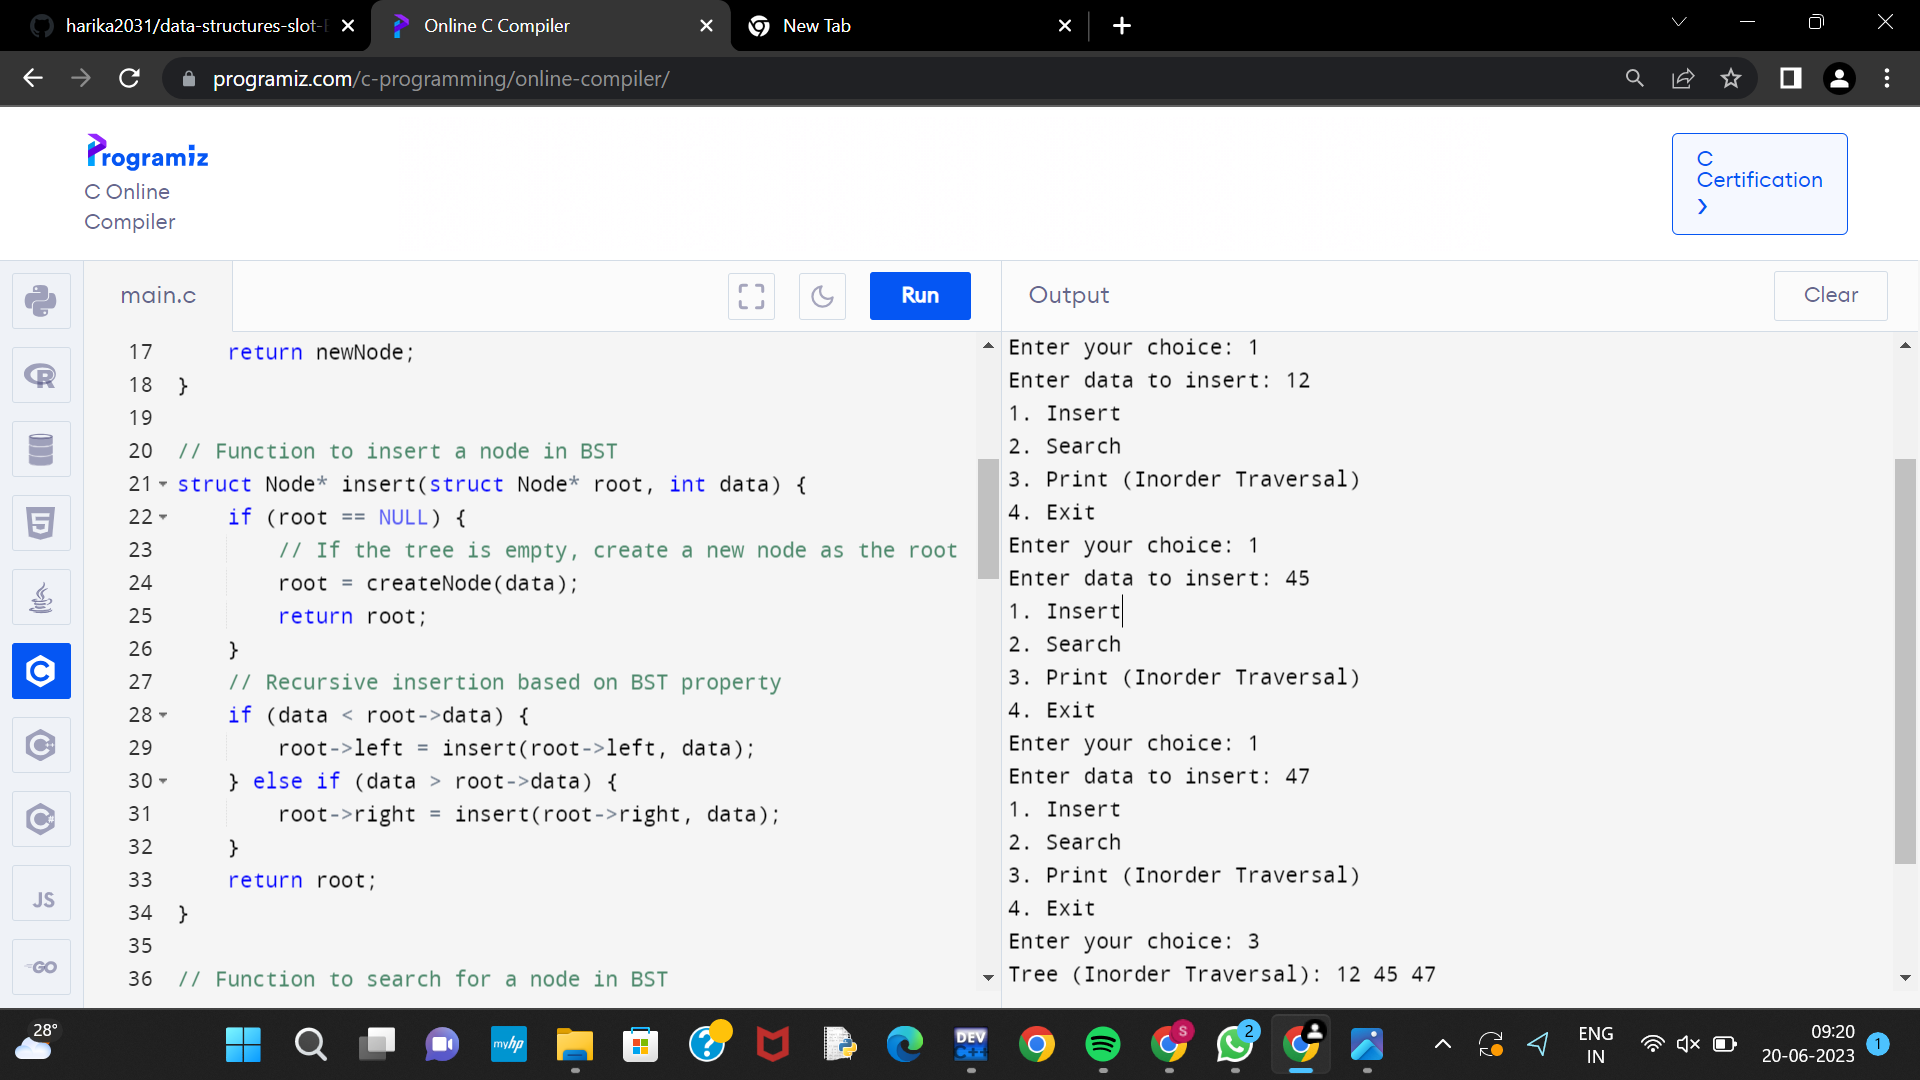 harika2031/data-structures-slot-
Online C Compiler
New Tab
programiz.com/c-programming/online-compiler/
Programiz
C Online
Compiler
C
Certification
main.c
Run
Output
Clear
17 return newNode;
18 }
19
20 // Function to insert a node in BST
21 struct Node* insert(struct Node* root, int data) {
22 if (root == NULL) {
23 // If the tree is empty, create a new node as the root
24 root = createNode(data);
25 return root;
26 }
27 // Recursive insertion based on BST property
28 if (data < root->data) {
29 root->left = insert(root->left, data);
30 } else if (data > root->data) {
31 root->right = insert(root->right, data);
32 }
33 return root;
34 }
35
36 // Function to search for a node in BST
Enter your choice: 1
Enter data to insert: 12
1. Insert
2. Search
3. Print (Inorder Traversal)
4. Exit
Enter your choice: 1
Enter data to insert: 45
1. Insert
2. Search
3. Print (Inorder Traversal)
4. Exit
Enter your choice: 1
Enter data to insert: 47
1. Insert
2. Search
3. Print (Inorder Traversal)
4. Exit
Enter your choice: 3
Tree (Inorder Traversal): 12 45 47
R
5
C
C++
C#
JS
GO
28°
myhp
?
DEV
C++
S
2
ENG
IN
09:20
20-06-2023
1